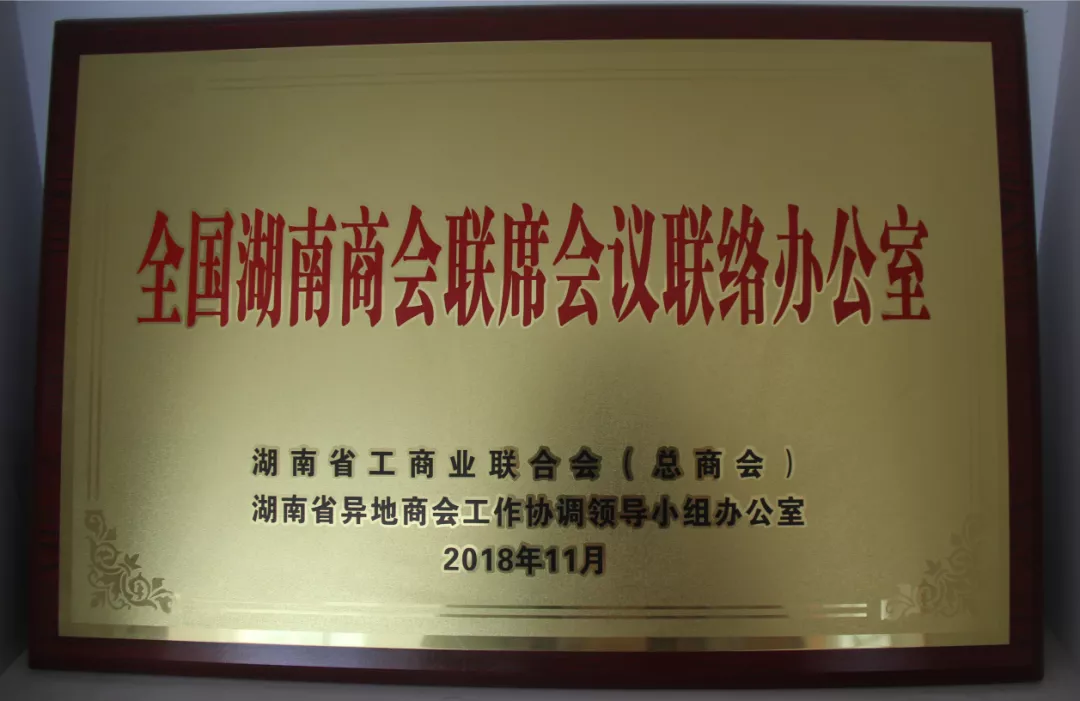 全国湖南商会联席会议联络办公室
湖南省工商业联合会（总商会）
湖南省异地商会工作协调领导小组办公室
2018年11月